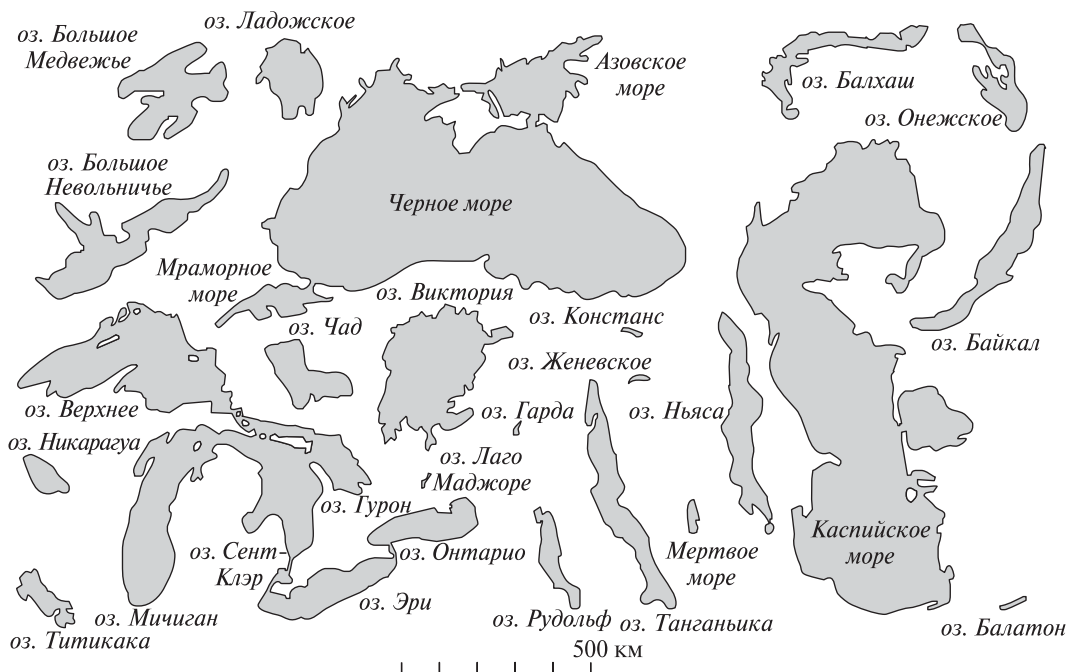 оз. Большое
Медвежье
оз. Ладожское
Азовское
море
оз. Балхаш
оз. Онежское
оз. Большое
Невольничье
Черное море
Мраморное
море
оз. Чад
оз. Виктория
оз. Констанс
оз. Женевское
оз. Байкал
оз. Верхнее
оз. Никарагуа
оз. Гарда
оз. Ньяса
оз. Лаго
Маджоре
оз. Гурон
оз. Онтарио
оз. Сент-
Клэр
оз. Эри
Мертвое
море
Каспийское
море
оз. Мичиган
оз. Титикака
оз. Рудольф
оз. Танганьика
оз. Балатон
500 км